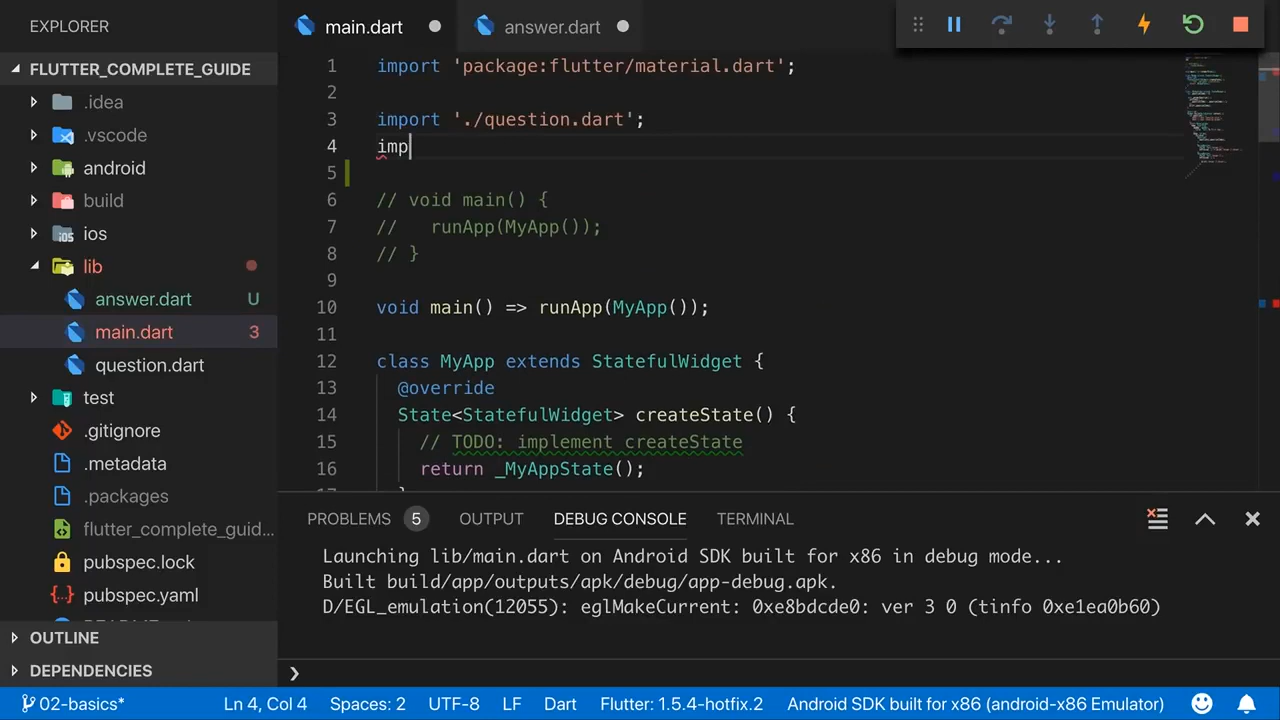 EXPLORER
FLUTTER_COMPLETE_GUIDE
.idea
.vscode
android
build
ios
lib
answer.dart U
main.dart 3
question.dart
test
.gitignore
.metadata
.packages
flutter_complete_guid...
pubspec.lock
pubspec.yaml
OUTLINE
DEPENDENCIES
main.dart
answer.dart
1 import 'package:flutter/material.dart';
2
3 import './question.dart';
4 imp
5
6 // void main() {
7 //   runApp(MyApp());
8 // }
9
10 void main() => runApp(MyApp());
11
12 class MyApp extends StatefulWidget {
13   @override
14   State<StatefulWidget> createState() {
15     // TODO: implement createState
16     return _MyAppState();
PROBLEMS 5 OUTPUT DEBUG CONSOLE TERMINAL
Launching lib/main.dart on Android SDK built for x86 in debug mode...
Built build/app/outputs/apk/debug/app-debug.apk.
D/EGL_emulation(12055): eglMakeCurrent: 0xe8bdcde0: ver 3 0 (tinfo 0xe1ea0b60)
02-basics* Ln 4, Col 4 Spaces: 2 UTF-8 LF Dart Flutter: 1.5.4-hotfix.2 Android SDK built for x86 (android-x86 Emulator)